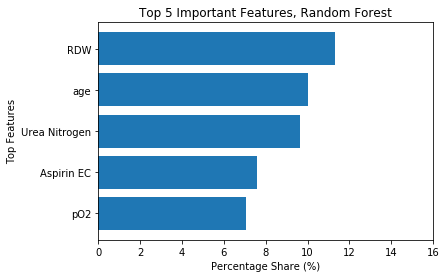 Top 5 Important Features, Random Forest
Top Features
RDW
age
Urea Nitrogen
Aspirin EC
pO2
0 2 4 6 8 10 12 14 16
Percentage Share (%)